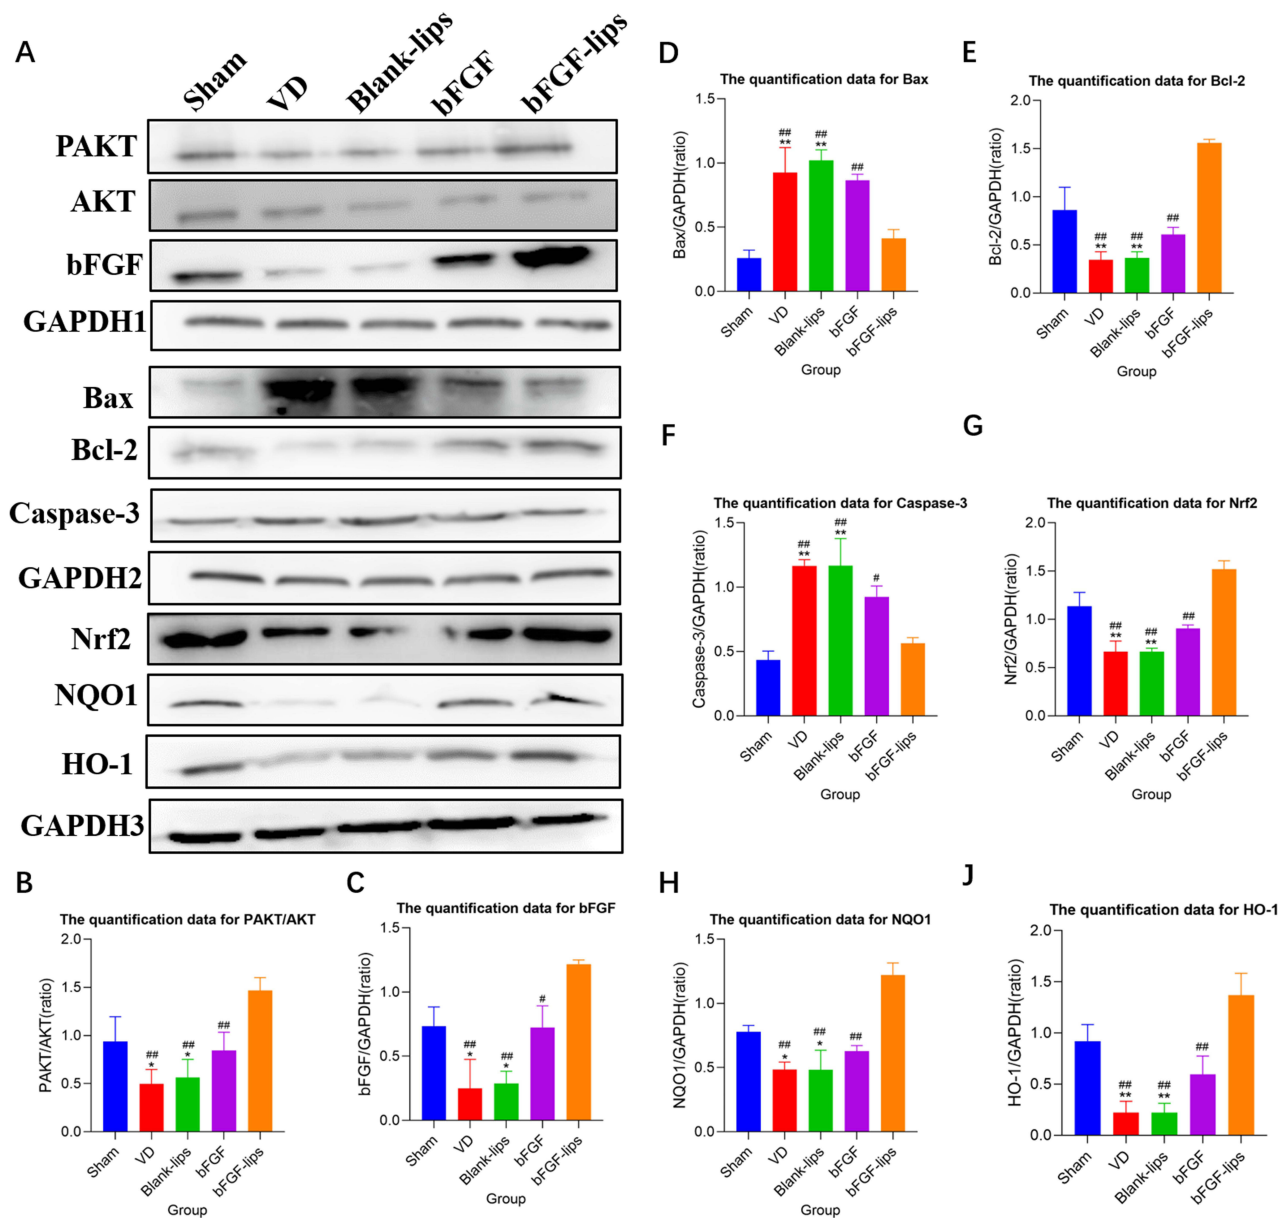 A
Sham
VD
Blank-lips
bFGF
bFGF-lips
PAKT
AKT
bFGF
GAPDH1
Bax
Bcl-2
Caspase-3
GAPDH2
Nrf2
NQO1
HO-1
GAPDH3
B
The quantification data for PAKT/AKT
PAKT/AKT(ratio)
2.0
1.5
1.0
0.5
0.0
##
*
##
*
##
Sham
VD
Blank-lips
bFGF
bFGF-lips
Group
C
The quantification data for bFGF
bFGF/GAPDH(ratio)
1.5
1.0
0.5
0.0
##
*
##
*
#
Sham
VD
Blank-lips
bFGF
bFGF-lips
Group
D
The quantification data for Bax
Bax/GAPDH(ratio)
1.5
1.0
0.5
0.0
##
**
##
**
##
Sham
VD
Blank-lips
bFGF
bFGF-lips
Group
E
The quantification data for Bcl-2
Bcl-2/GAPDH(ratio)
2.0
1.5
1.0
0.5
0.0
##
**
##
**
##
Sham
VD
Blank-lips
bFGF
bFGF-lips
Group
F
The quantification data for Caspase-3
Caspase-3/GAPDH(ratio)
1.5
1.0
0.5
0.0
##
**
##
**
#
Sham
VD
Blank-lips
bFGF
bFGF-lips
Group
G
The quantification data for Nrf2
Nrf2/GAPDH(ratio)
2.0
1.5
1.0
0.5
0.0
##
**
##
**
##
Sham
VD
Blank-lips
bFGF
bFGF-lips
Group
H
The quantification data for NQO1
NQO1/GAPDH(ratio)
1.5
1.0
0.5
0.0
##
*
##
*
##
Sham
VD
Blank-lips
bFGF
bFGF-lips
Group
J
The quantification data for HO-1
HO-1/GAPDH(ratio)
2.0
1.5
1.0
0.5
0.0
##
**
##
**
##
Sham
VD
Blank-lips
bFGF
bFGF-lips
Group